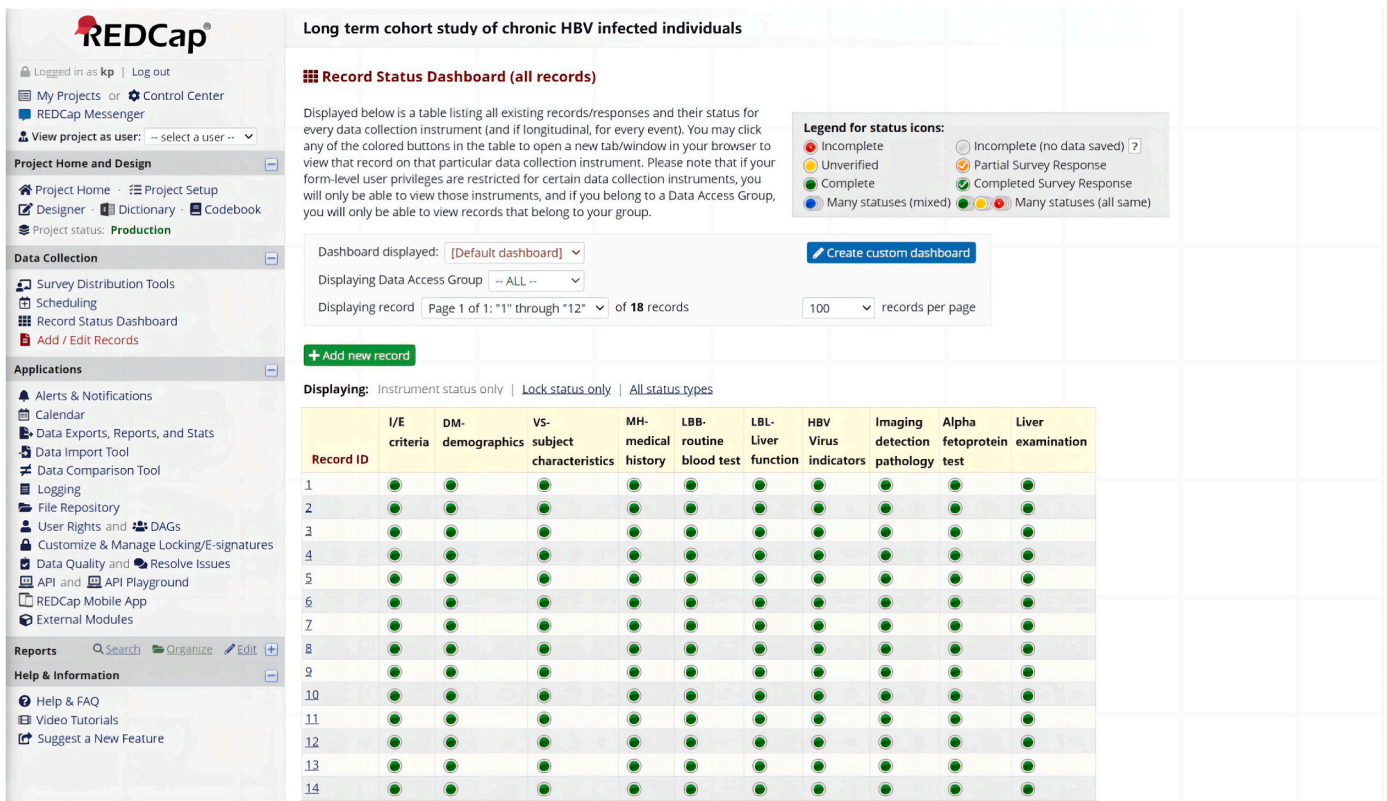 REDCap®
Logged in as kp | Log out
My Projects or Control Center
REDCap Messenger
View project as user: -- select a user --
Project Home and Design
Project Home · Project Setup
Designer · Dictionary · Codebook
Project status: Production
Data Collection
Survey Distribution Tools
Scheduling
Record Status Dashboard
Add / Edit Records
Applications
Alerts & Notifications
Calendar
Data Exports, Reports, and Stats
Data Import Tool
Data Comparison Tool
Logging
File Repository
User Rights and DAGs
Customize & Manage Locking/E-signatures
Data Quality and Resolve Issues
API and API Playground
REDCap Mobile App
External Modules
Reports Search Organize Edit
Help & Information
Help & FAQ
Video Tutorials
Suggest a New Feature
Long term cohort study of chronic HBV infected individuals
Record Status Dashboard (all records)
Displayed below is a table listing all existing records/responses and their status for
every data collection instrument (and if longitudinal, for every event). You may click
any of the colored buttons in the table to open a new tab/window in your browser to
view that record on that particular data collection instrument. Please note that if your
form-level user privileges are restricted for certain data collection instruments, you
will only be able to view those instruments, and if you belong to a Data Access Group,
you will only be able to view records that belong to your group.
Legend for status icons:
Incomplete Incomplete (no data saved) ?
Unverified Partial Survey Response
Complete Completed Survey Response
Many statuses (mixed) Many statuses (all same)
Dashboard displayed: [Default dashboard] Create custom dashboard
Displaying Data Access Group -- ALL --
Displaying record Page 1 of 1: "1" through "12" of 18 records 100 records per page
+ Add new record
Displaying: Instrument status only | Lock status only | All status types
Record ID
I/E
criteria
DM-
demographics
VS-
subject
characteristics
MH-
medical
history
LBB-
routine
blood test
LBL-
Liver
function
HBV
Virus
indicators
Imaging
detection
pathology
Alpha
fetoprotein
test
Liver
examination
1
2
3
4
5
6
7
8
9
10
11
12
13
14